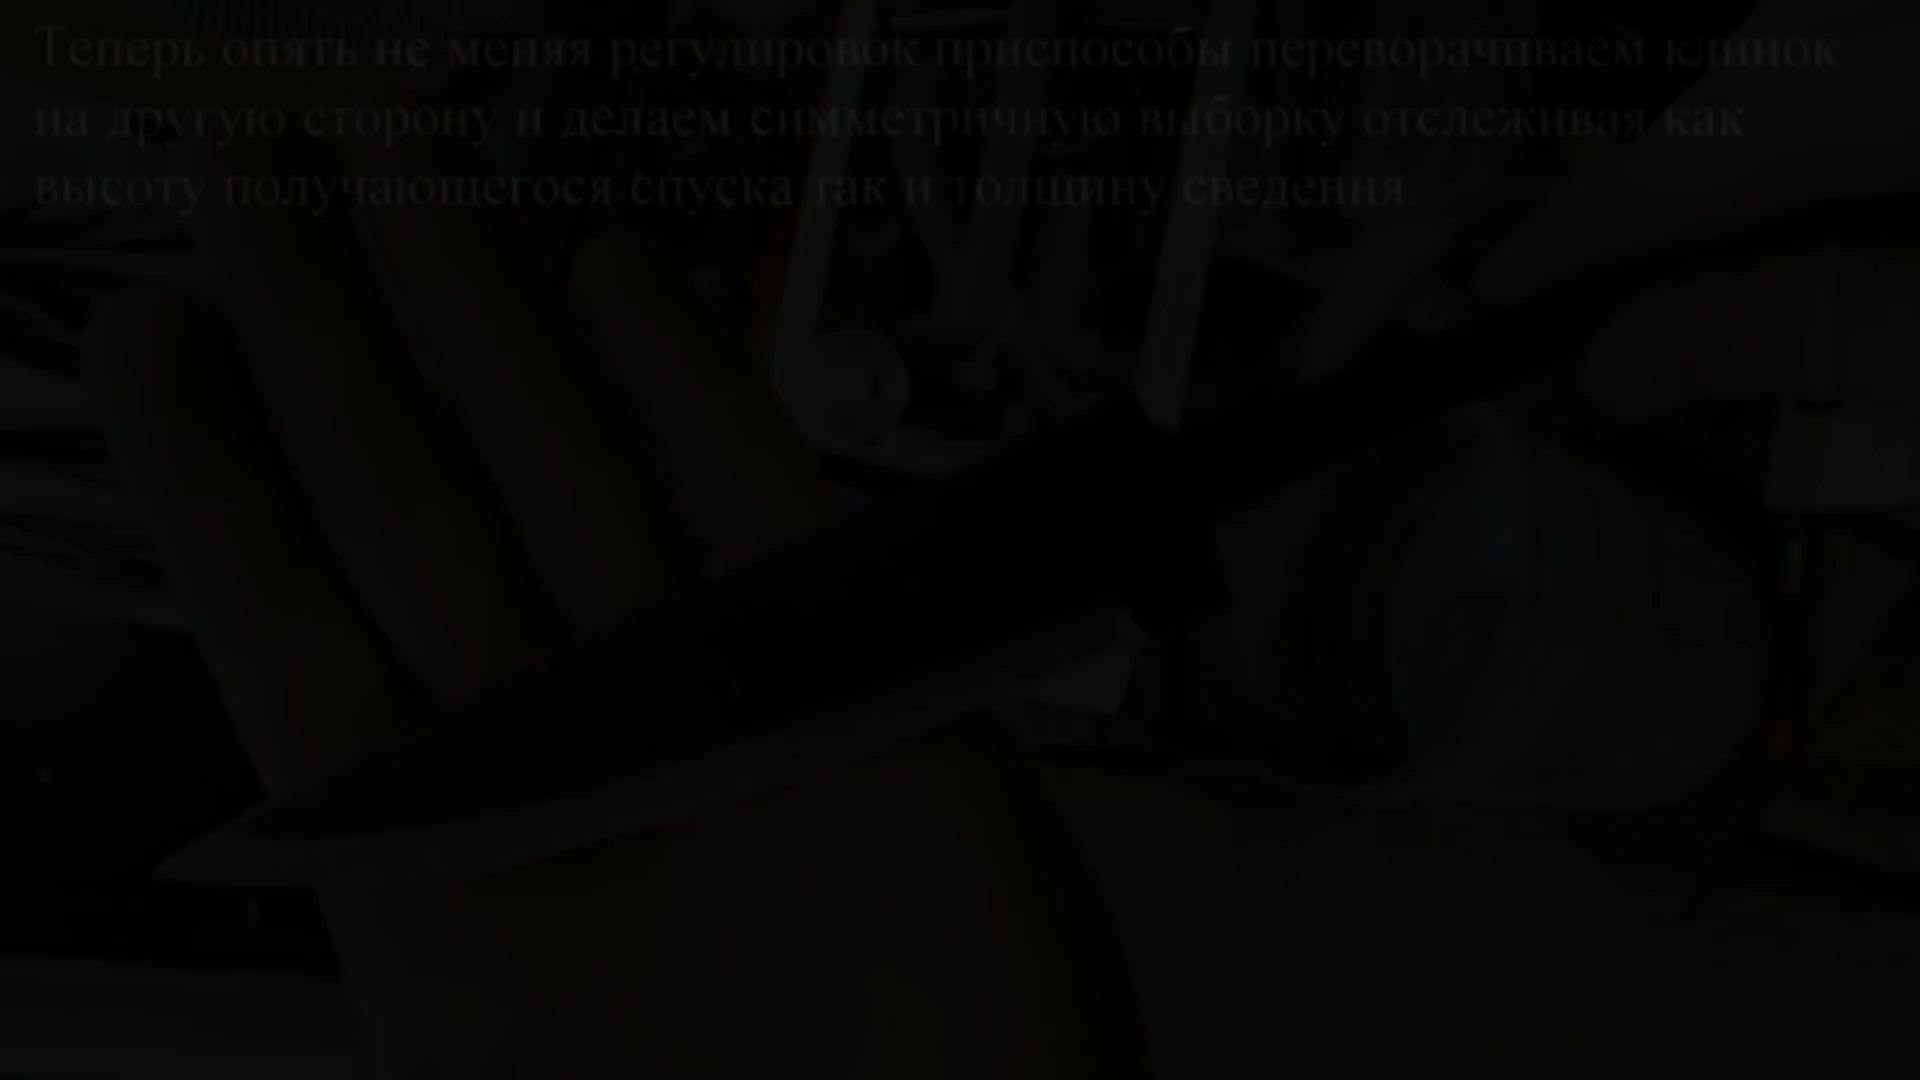 Теперь опять не меняя регулировок приспособы переворачиваем клинок
на другую сторону и делаем симметричную выборку отслеживая как
высоту получающегося спуска так и толщину сведения.